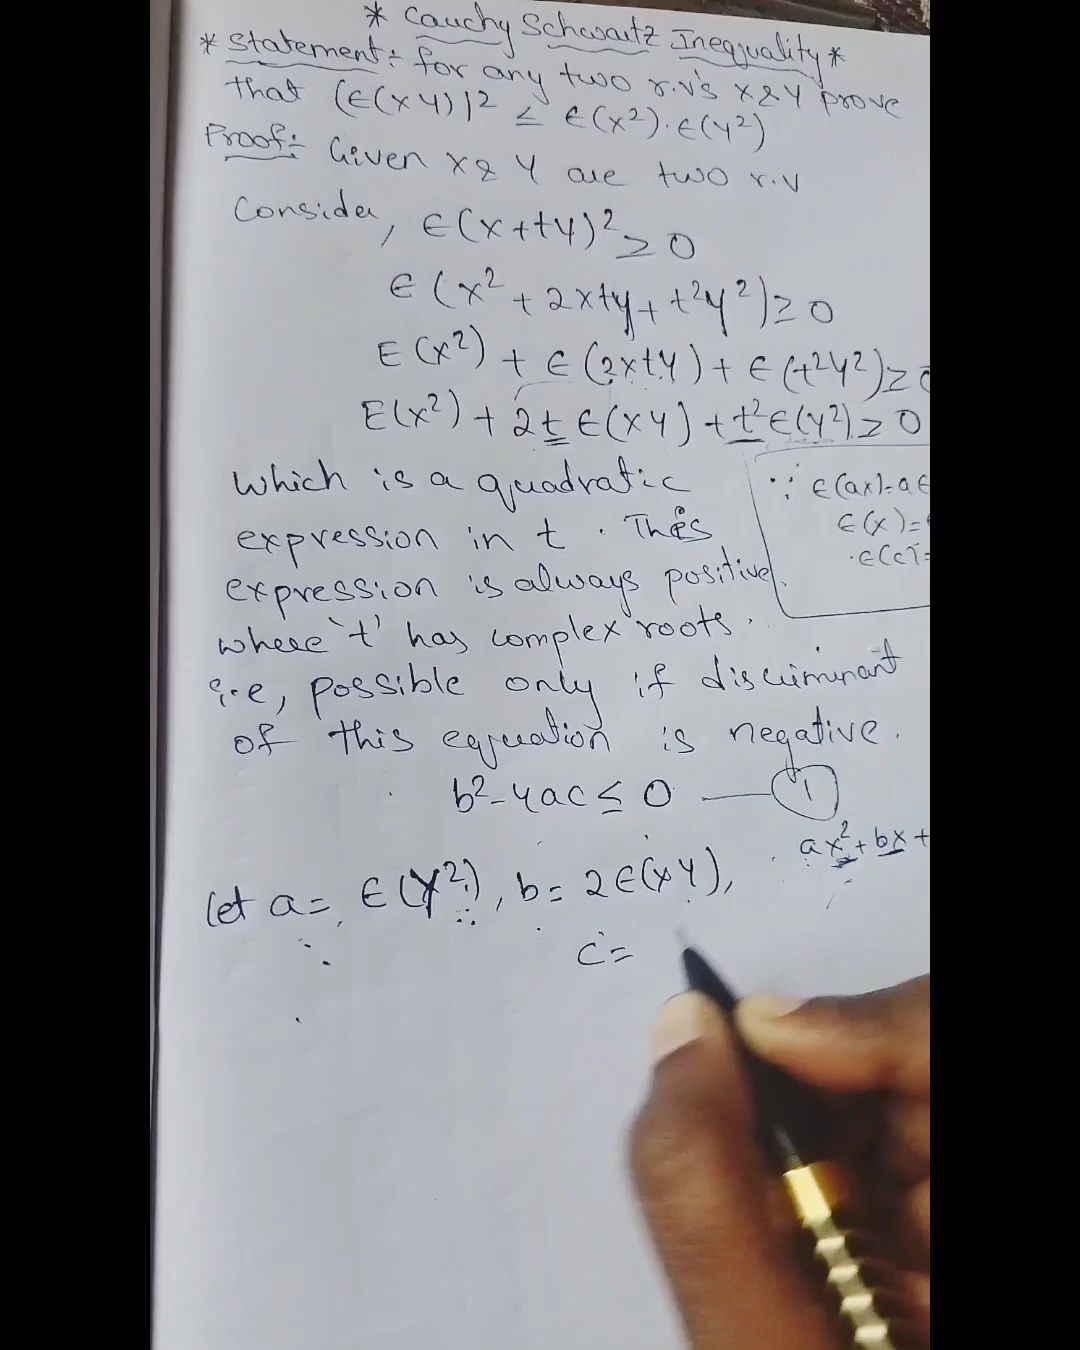 * Cauchy Schwartz Inequality *
* Statement:- for any two r.v's x & y prove
that (E(xy))² ≤ E(x²).E(y²)
Proof:- Given x & y are two r.v
Consider, E(x+ty)² ≥ 0
E(x² + 2xty + t²y²) ≥ 0
E(x²) + E(2xty) + E(t²y²) ≥ 0
E(x²) + 2t E(xy) + t²E(y²) ≥ 0
which is a quadratic
expression in t. This
expression is always positive.
where 't' has complex roots.
i.e, possible only if discriminant
of this equation is negative.
∵ E(ax)=aE
E(x)=
E(c)=
b²-4ac ≤ 0 —— ①
ax²+bx+
let a = E(y²), b = 2E(xy),
c =